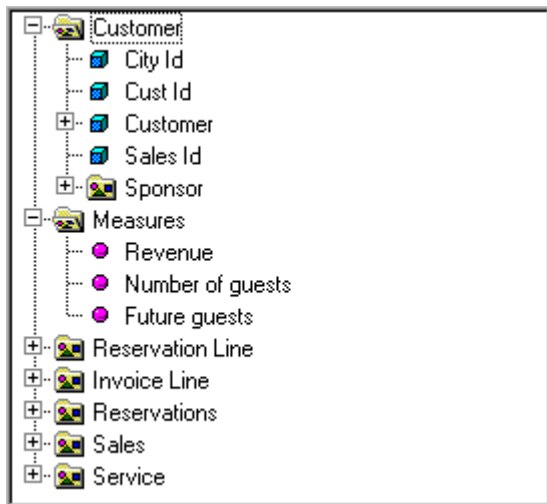 Customer
City Id
Cust Id
Customer
Sales Id
Sponsor
Measures
Revenue
Number of guests
Future guests
Reservation Line
Invoice Line
Reservations
Sales
Service